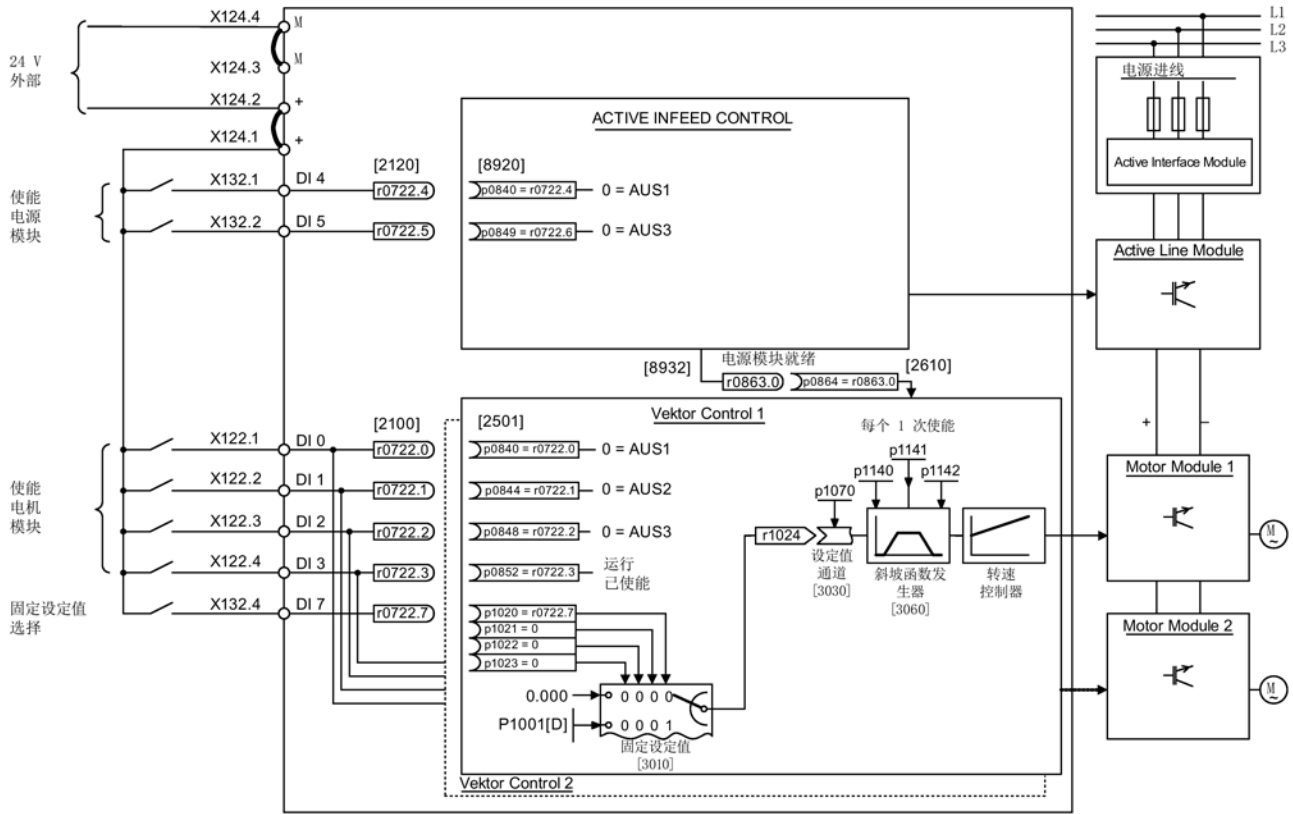 X124.4
M
24 V
外部
X124.3
M
X124.2
+
X124.1
+
L1
L2
L3
电源进线
Active Interface Module
ACTIVE INFEED CONTROL
[2120]
[8920]
使能
电源
模块
X132.1
DI 4
r0722.4
p0840 = r0722.4
0 = AUS1
X132.2
DI 5
r0722.5
p0849 = r0722.6
0 = AUS3
Active Line Module
[8932]
电源模块就绪
[2610]
r0863.0
p0864 = r0863.0
+
−
Vektor Control 1
[2100]
[2501]
使能
电机
模块
X122.1
DI 0
r0722.0
p0840 = r0722.0
0 = AUS1
X122.2
DI 1
r0722.1
p0844 = r0722.1
0 = AUS2
X122.3
DI 2
r0722.2
p0848 = r0722.2
0 = AUS3
X122.4
DI 3
r0722.3
p0852 = r0722.3
运行
已使能
固定设定值
选择
X132.4
DI 7
r0722.7
p1020 = r0722.7
p1021 = 0
p1022 = 0
p1023 = 0
0.000
0 0 0 0
P1001[D]
0 0 0 1
固定设定值
[3010]
每个 1 次使能
p1141
p1140
p1142
p1070
r1024
设定值
通道
[3030]
斜坡函数发
生器
[3060]
转速
控制器
Motor Module 1
M
~
Motor Module 2
M
~
Vektor Control 2